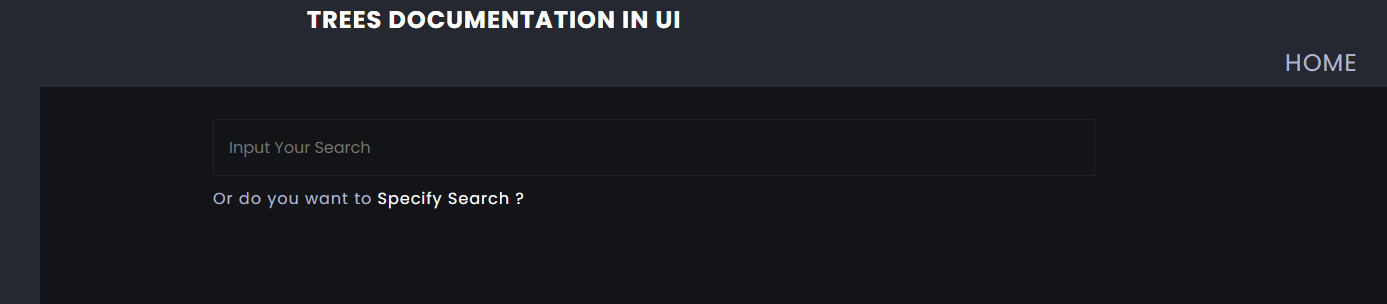 TREES DOCUMENTATION IN UI
HOME
Input Your Search
Or do you want to Specify Search ?